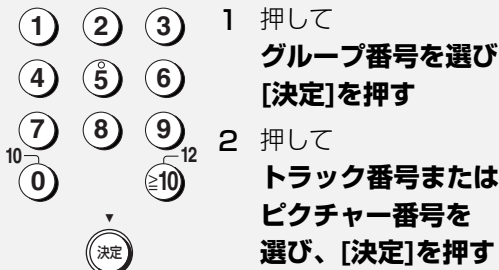 1 2 3
4 5 6
7 8 9
10 12
0 ≧10
▼
決定
1 押して
グループ番号を選び
[決定]を押す
2 押して
トラック番号または
ピクチャー番号を
選び、[決定]を押す